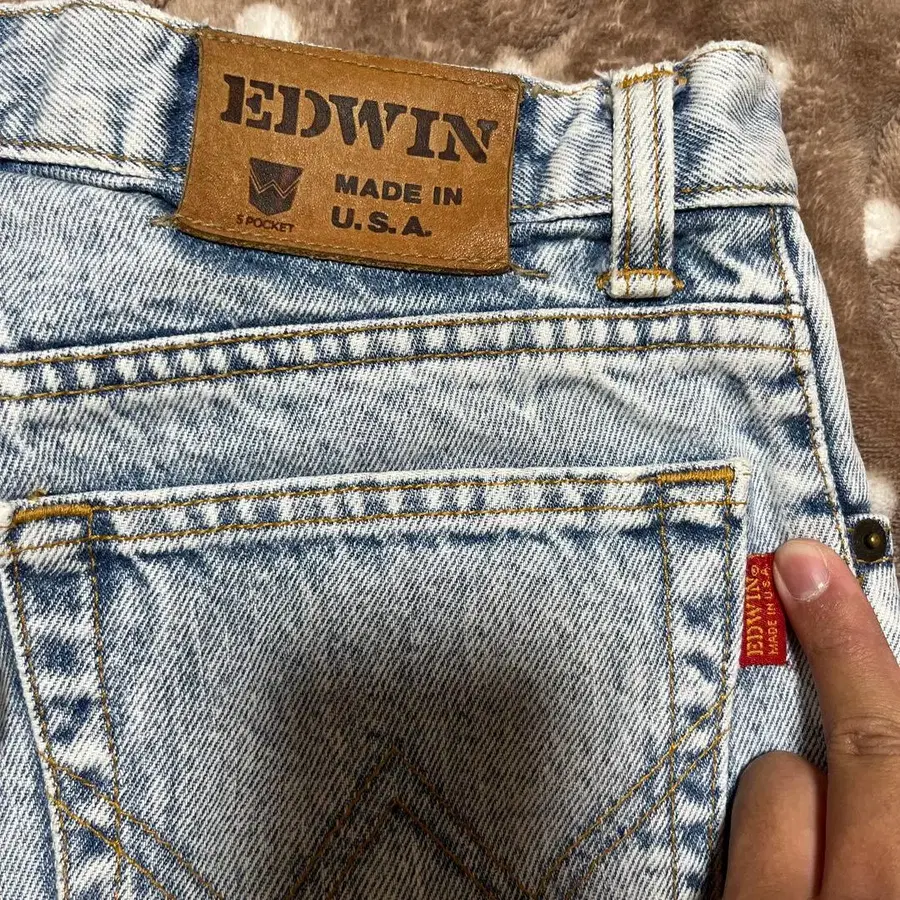 EDWIN
MADE IN
U.S.A.
5 POCKET
EDWIN®
MADE IN U.S.A.